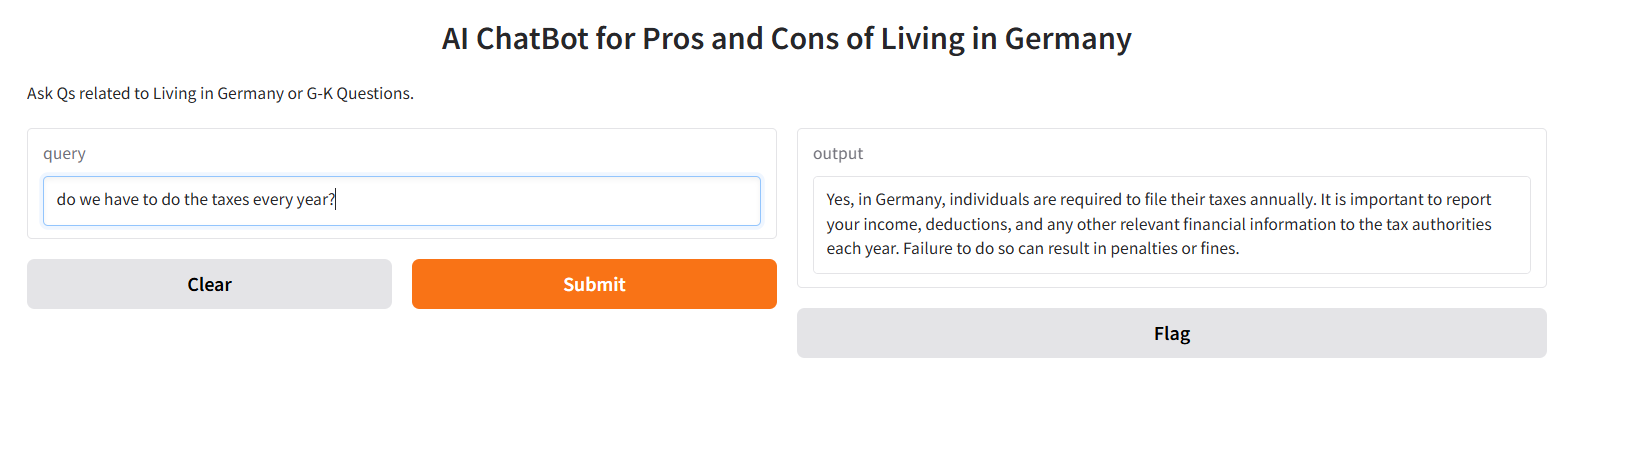 AI ChatBot for Pros and Cons of Living in Germany
Ask Qs related to Living in Germany or G-K Questions.
query
do we have to do the taxes every year?
Clear
Submit
output
Yes, in Germany, individuals are required to file their taxes annually. It is important to report
your income, deductions, and any other relevant financial information to the tax authorities
each year. Failure to do so can result in penalties or fines.
Flag